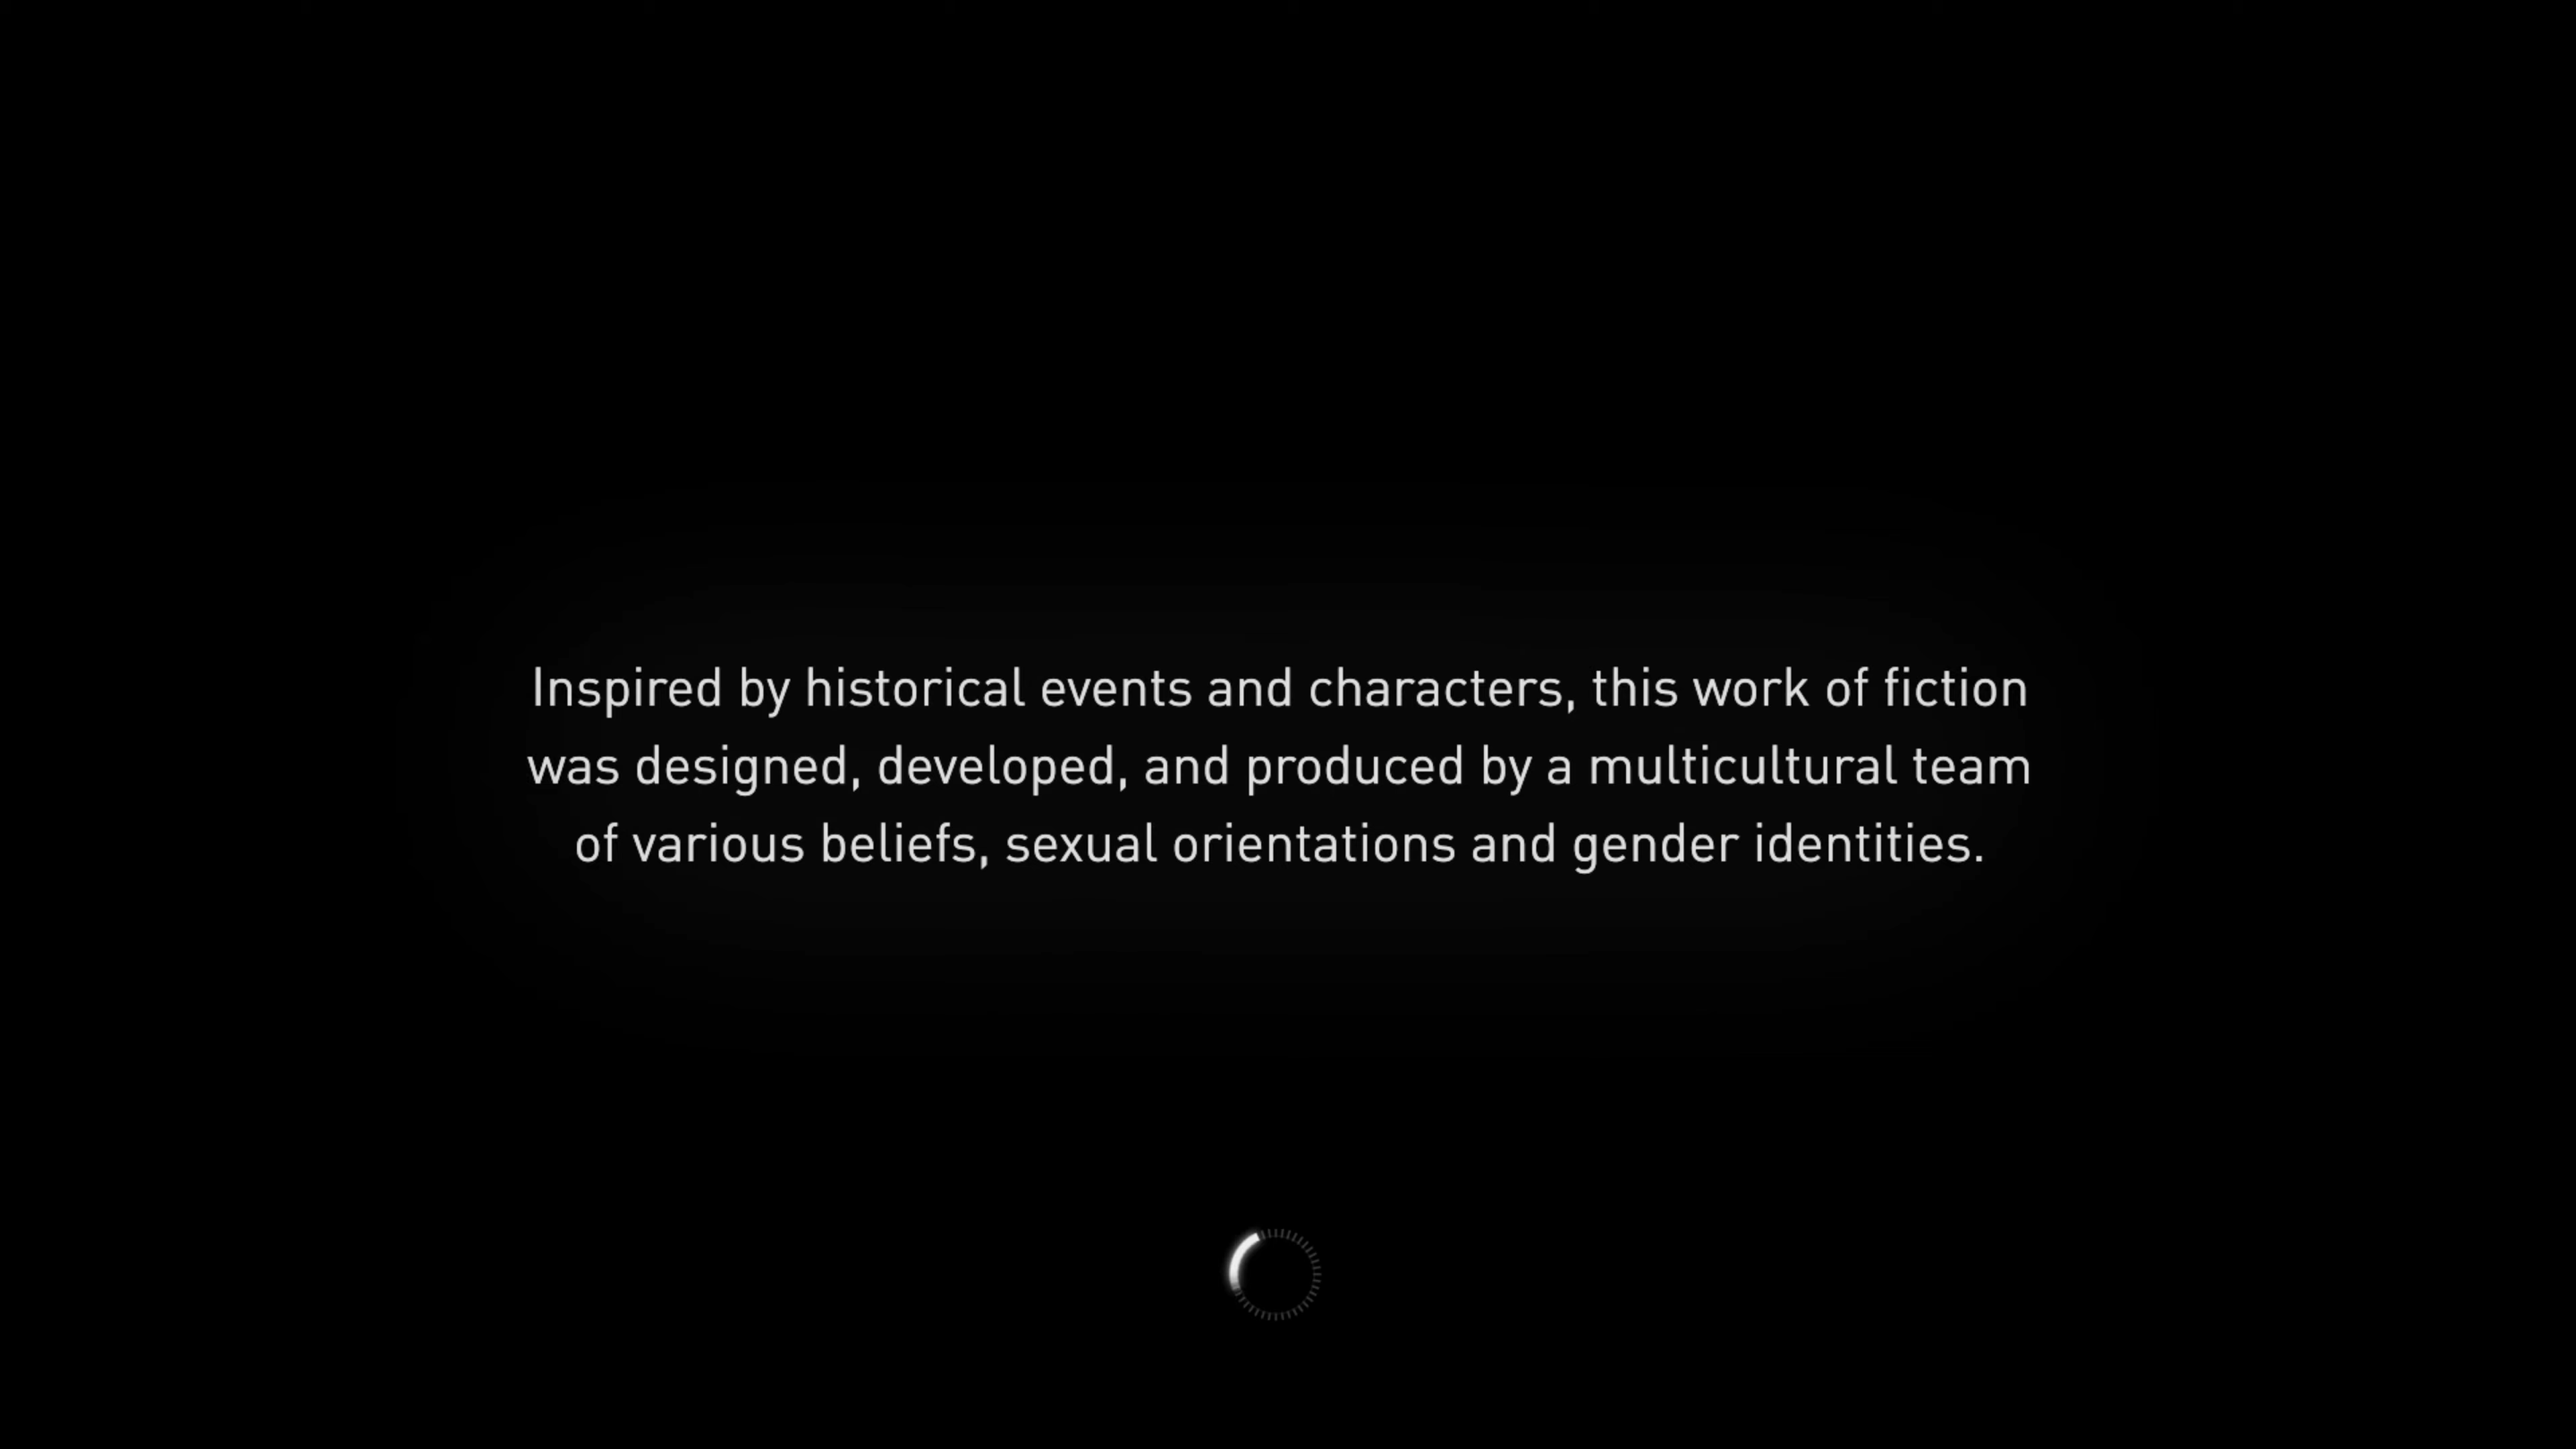 Inspired by historical events and characters, this work of fiction
was designed, developed, and produced by a multicultural team
of various beliefs, sexual orientations and gender identities.